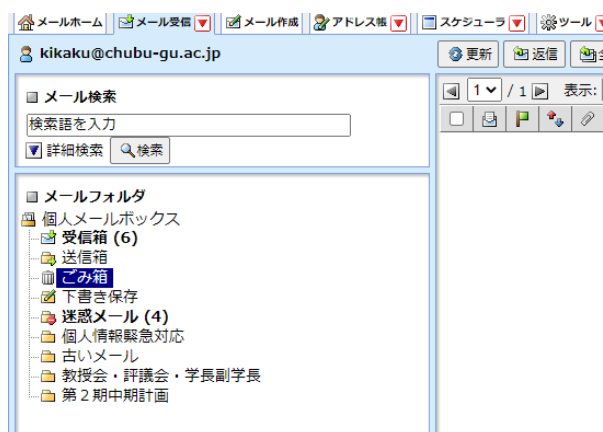 メールホーム メール受信 メール作成 アドレス帳 スケジューラ ツール
kikaku@chubu-gu.ac.jp
更新 返信
メール検索
検索語を入力
詳細検索 検索
1 / 1 表示:
メールフォルダ
個人メールボックス
受信箱 (6)
送信箱
ごみ箱
下書き保存
迷惑メール (4)
個人情報緊急対応
古いメール
教授会・評議会・学長副学長
第2期中期計画